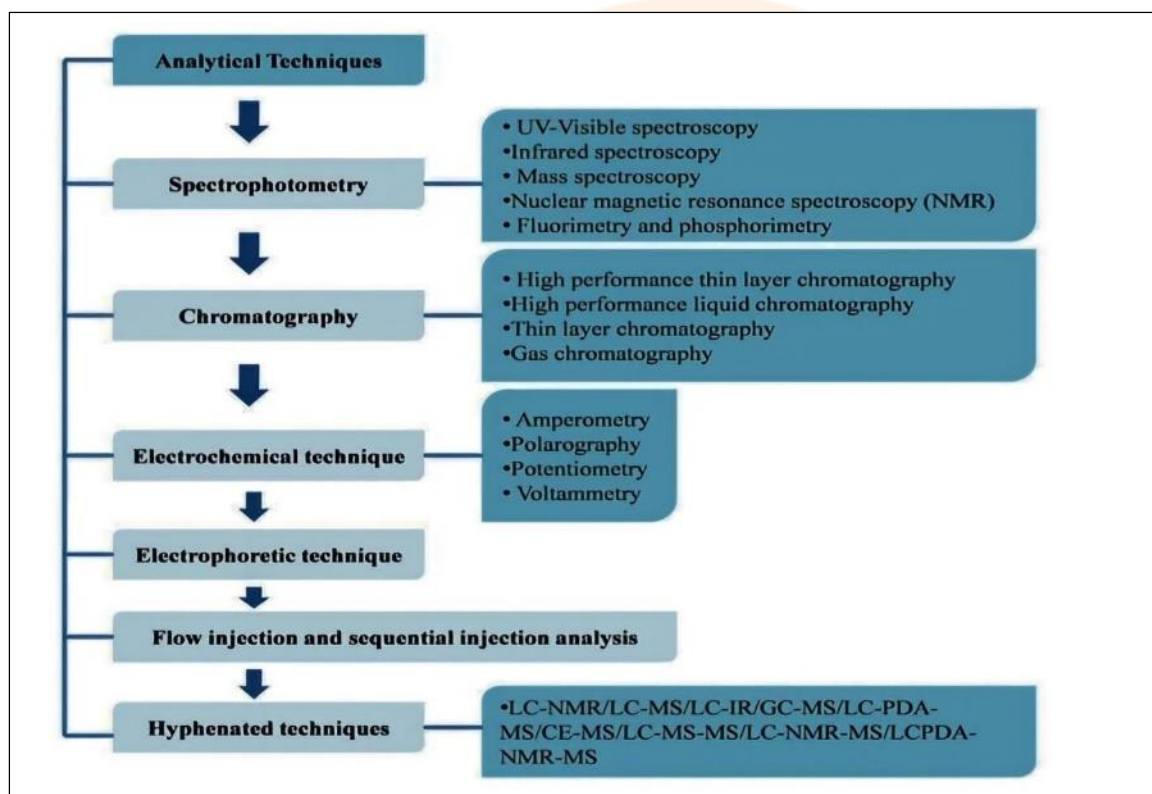 Analytical Techniques
Spectrophotometry
• UV-Visible spectroscopy
•Infrared spectroscopy
• Mass spectroscopy
•Nuclear magnetic resonance spectroscopy (NMR)
• Fluorimetry and phosphorimetry
Chromatography
• High performance thin layer chromatography
•High performance liquid chromatography
•Thin layer chromatography
•Gas chromatography
Electrochemical technique
• Amperometry
•Polarography
•Potentiometry
• Voltammetry
Electrophoretic technique
Flow injection and sequential injection analysis
Hyphenated techniques
•LC-NMR/LC-MS/LC-IR/GC-MS/LC-PDA-
MS/CE-MS/LC-MS-MS/LC-NMR-MS/LCPDA-
NMR-MS